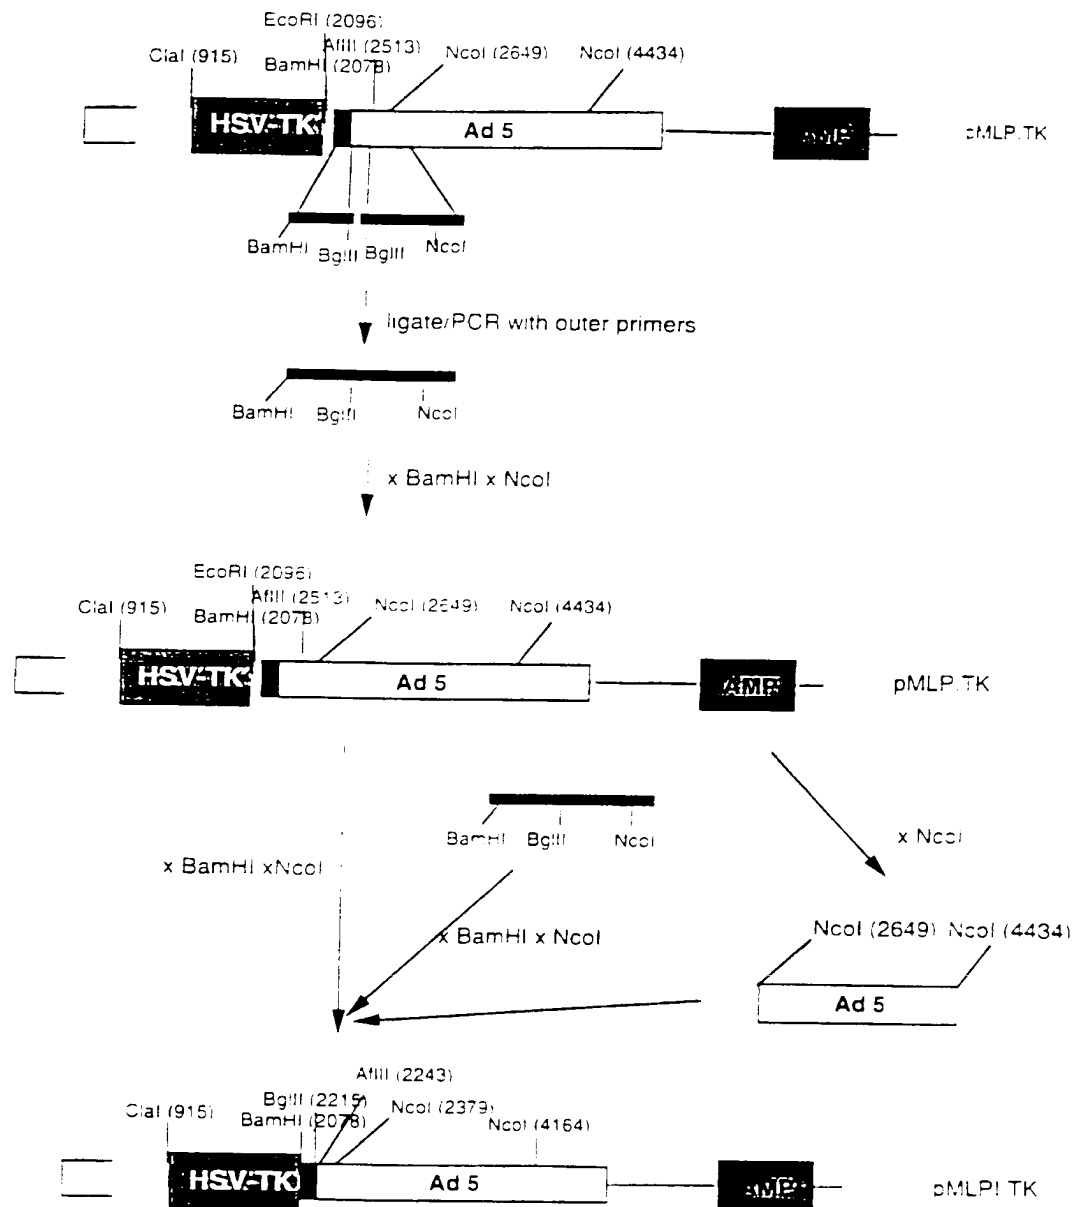 EcoRI (2096)
AflII (2513)
ClaI (915)
BamHI (2078)
NcoI (2649)
NcoI (4434)
HSV-TK
Ad 5
AMP
pMLP.TK
BamHI
BglII
BglII
NcoI
ligate/PCR with outer primers
BamHI
BglII
NcoI
x BamHI x NcoI
EcoRI (2096)
AflII (2513)
ClaI (915)
BamHI (2078)
NcoI (2649)
NcoI (4434)
HSV-TK
Ad 5
AMP
pMLP.TK
BamHI
BglII
NcoI
x NcoI
x BamHI xNcoI
x BamHI x NcoI
NcoI (2649)
NcoI (4434)
Ad 5
AflII (2243)
BglII (2215)
ClaI (915)
BamHI (2078)
NcoI (2379)
NcoI (4164)
HSV-TK
Ad 5
AMP
pMLPI.TK